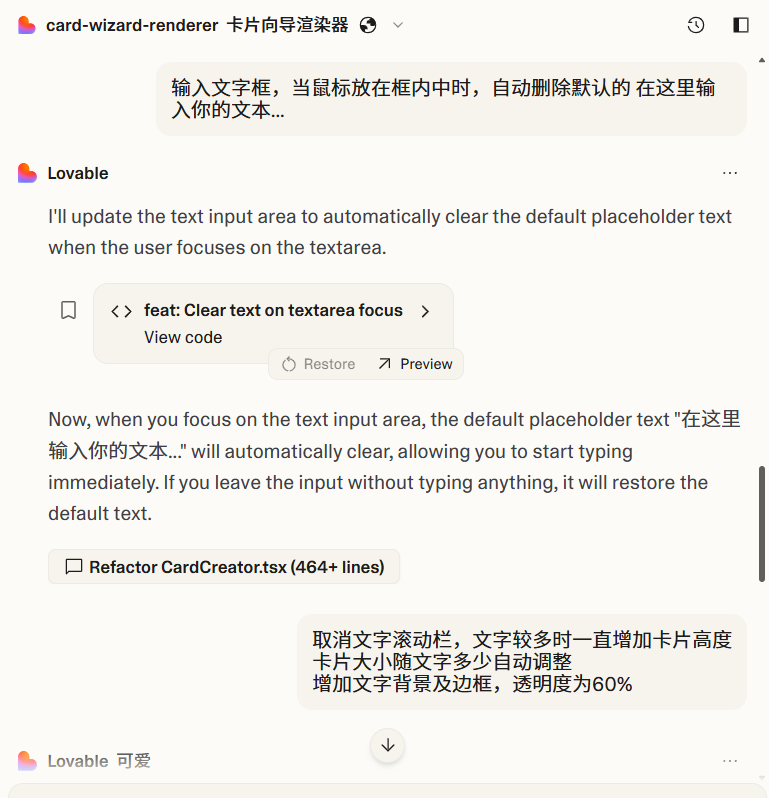 card-wizard-renderer 卡片向导渲染器
输入文字框，当鼠标放在框内中时，自动删除默认的 在这里输
入你的文本...
Lovable
I'll update the text input area to automatically clear the default placeholder text
when the user focuses on the textarea.
feat: Clear text on textarea focus
View code
Restore
Preview
Now, when you focus on the text input area, the default placeholder text "在这里
输入你的文本..." will automatically clear, allowing you to start typing
immediately. If you leave the input without typing anything, it will restore the
default text.
Refactor CardCreator.tsx (464+ lines)
取消文字滚动栏，文字较多时一直增加卡片高度
卡片大小随文字多少自动调整
增加文字背景及边框，透明度为60%
Lovable 可爱